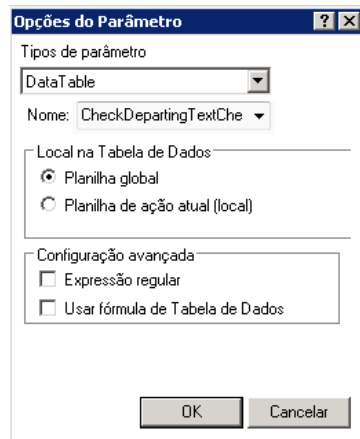 Opções do Parâmetro
Tipos de parâmetro
DataTable
Nome: CheckDepartingTextChe
Local na Tabela de Dados
Planilha global
Planilha de ação atual (local)
Configuração avançada
Expressão regular
Usar fórmula de Tabela de Dados
OK Cancelar